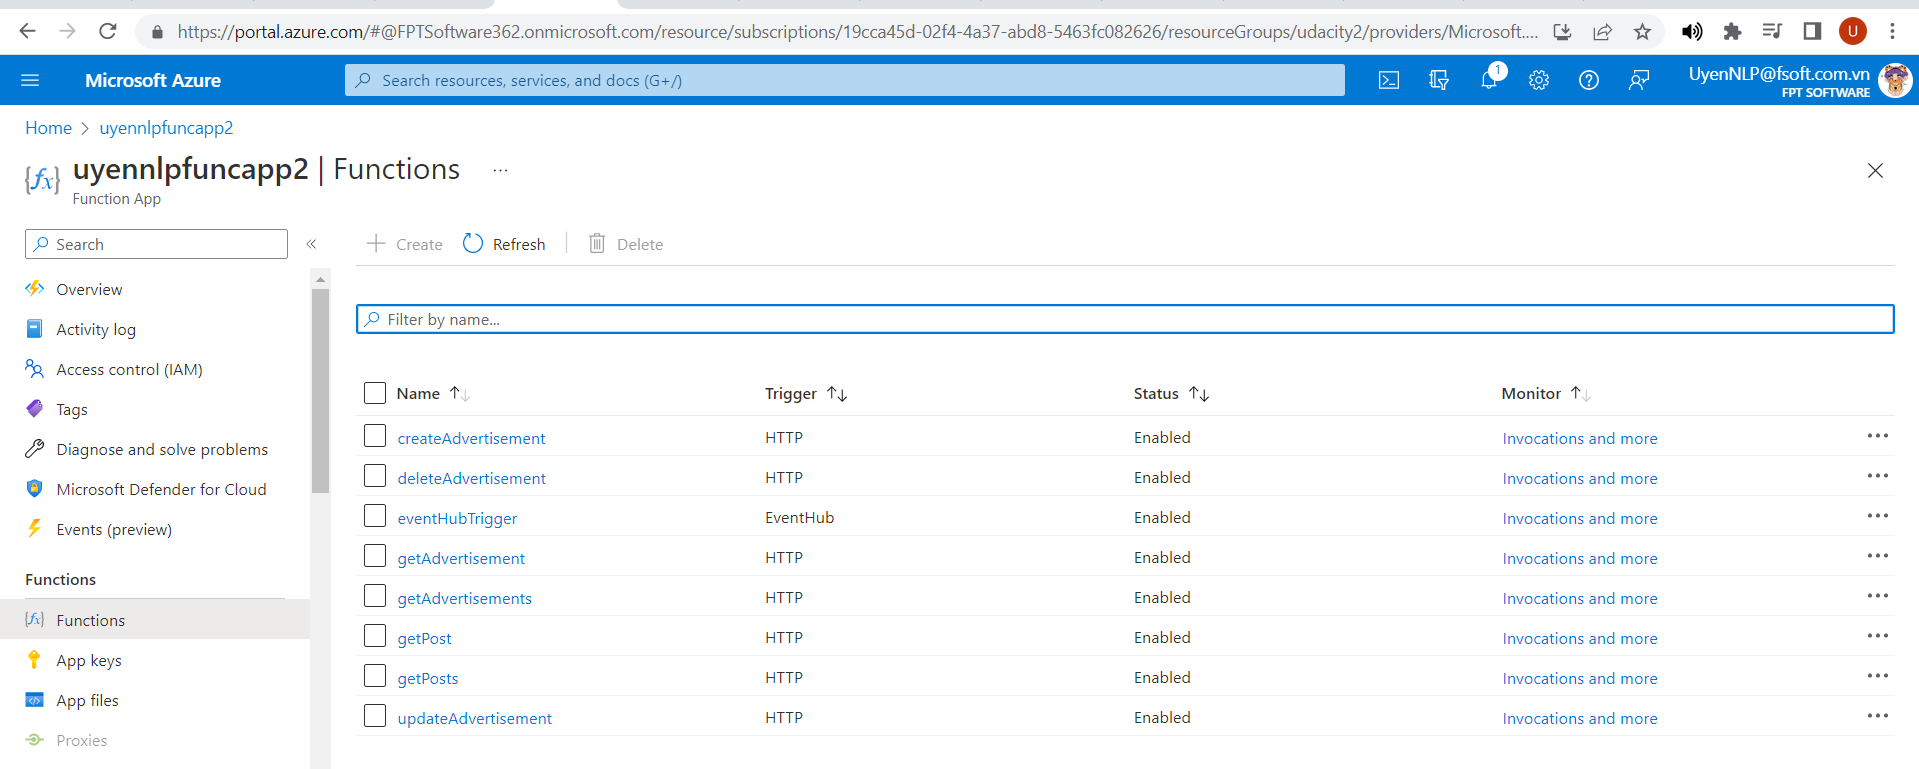 https://portal.azure.com/#@FPTSoftware362.onmicrosoft.com/resource/subscriptions/19cca45d-02f4-4a37-abd8-5463fc082626/resourceGroups/udacity2/providers/Microsoft....
U
Microsoft Azure
Search resources, services, and docs (G+/)
1
UyenNLP@fsoft.com.vn
FPT SOFTWARE
Home > uyennlpfuncapp2
uyennlpfuncapp2 | Functions ...
Function App
Search
«
Create Refresh Delete
Overview
Activity log
Access control (IAM)
Tags
Diagnose and solve problems
Microsoft Defender for Cloud
Events (preview)
Functions
Functions
App keys
App files
Proxies
Filter by name...
Name Trigger Status Monitor
createAdvertisement HTTP Enabled Invocations and more
deleteAdvertisement HTTP Enabled Invocations and more
eventHubTrigger EventHub Enabled Invocations and more
getAdvertisement HTTP Enabled Invocations and more
getAdvertisements HTTP Enabled Invocations and more
getPost HTTP Enabled Invocations and more
getPosts HTTP Enabled Invocations and more
updateAdvertisement HTTP Enabled Invocations and more